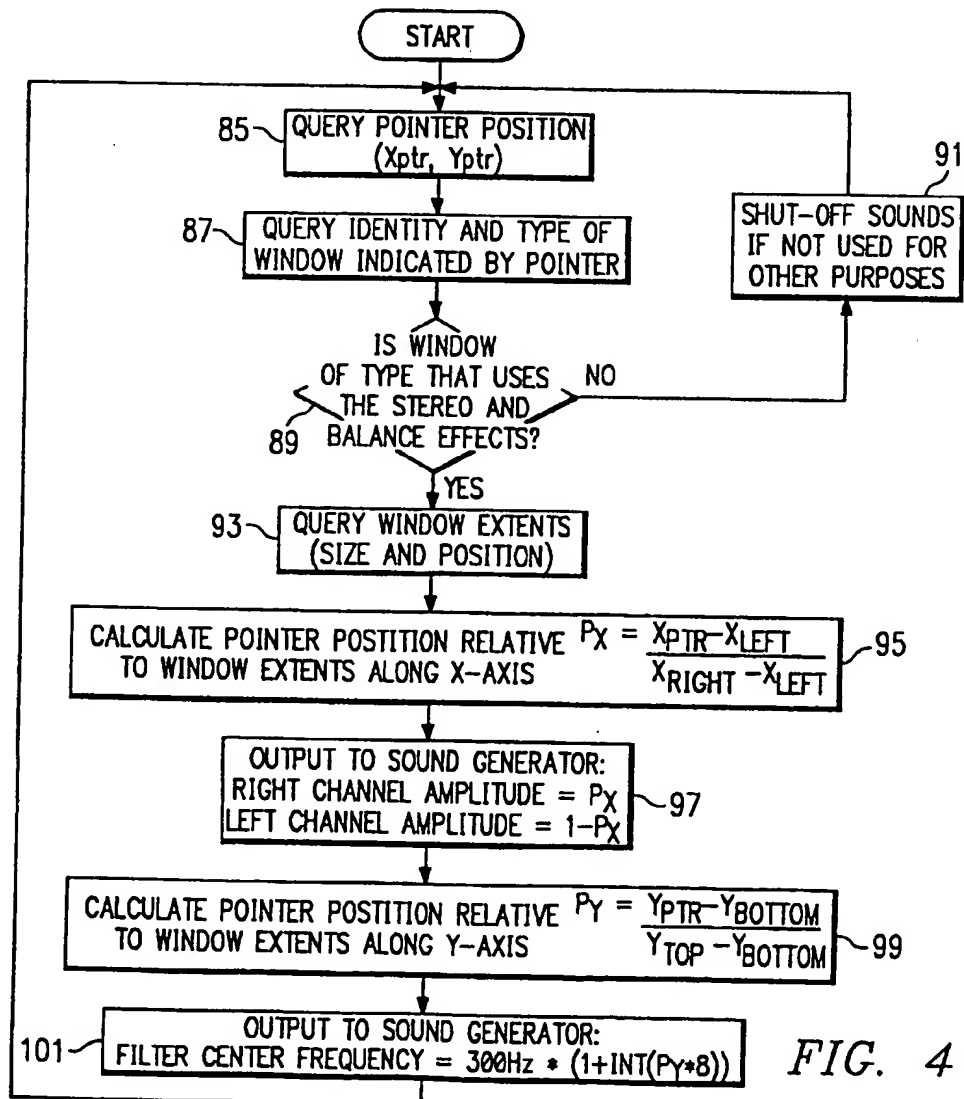 START
85
QUERY POINTER POSITION
(Xptr, Yptr)
91
SHUT-OFF SOUNDS
IF NOT USED FOR
OTHER PURPOSES
87
QUERY IDENTITY AND TYPE OF
WINDOW INDICATED BY POINTER
IS WINDOW
OF TYPE THAT USES
THE STEREO AND
BALANCE EFFECTS?
NO
89
YES
93
QUERY WINDOW EXTENTS
(SIZE AND POSITION)
CALCULATE POINTER POSTITION RELATIVE
TO WINDOW EXTENTS ALONG X-AXIS
PX = XPTR-XLEFT
XRIGHT -XLEFT
95
OUTPUT TO SOUND GENERATOR:
RIGHT CHANNEL AMPLITUDE = PX
LEFT CHANNEL AMPLITUDE = 1-PX
97
CALCULATE POINTER POSTITION RELATIVE
TO WINDOW EXTENTS ALONG Y-AXIS
PY = YPTR-YBOTTOM
YTOP -YBOTTOM
99
101
OUTPUT TO SOUND GENERATOR:
FILTER CENTER FREQUENCY = 300Hz * (1+INT(PY*8))
FIG. 4